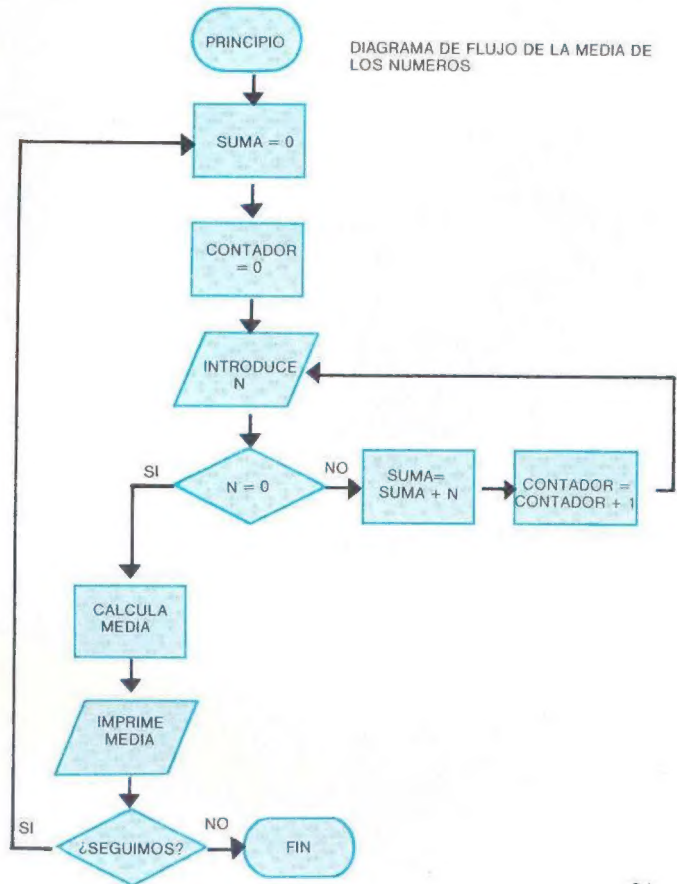 PRINCIPIO
DIAGRAMA DE FLUJO DE LA MEDIA DE
LOS NUMEROS
SUMA = 0
CONTADOR
= 0
INTRODUCE
N
SI
N = 0
NO
SUMA=
SUMA + N
CONTADOR =
CONTADOR + 1
CALCULA
MEDIA
IMPRIME
MEDIA
SI
¿SEGUIMOS?
NO
FIN